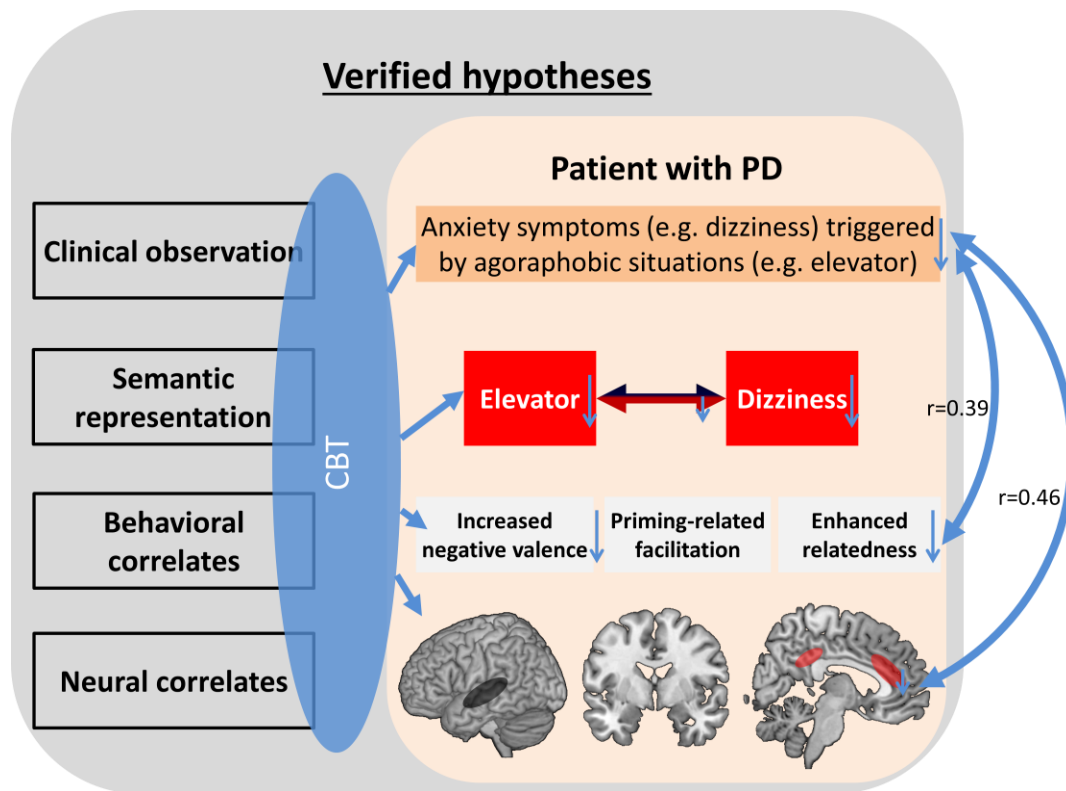 Verified hypotheses
Patient with PD
Clinical observation
Anxiety symptoms (e.g. dizziness) triggered
by agoraphobic situations (e.g. elevator)
Semantic
representation
Elevator
Dizziness
r=0.39
CBT
r=0.46
Behavioral
correlates
Increased
negative valence
Priming-related
facilitation
Enhanced
relatedness
Neural correlates